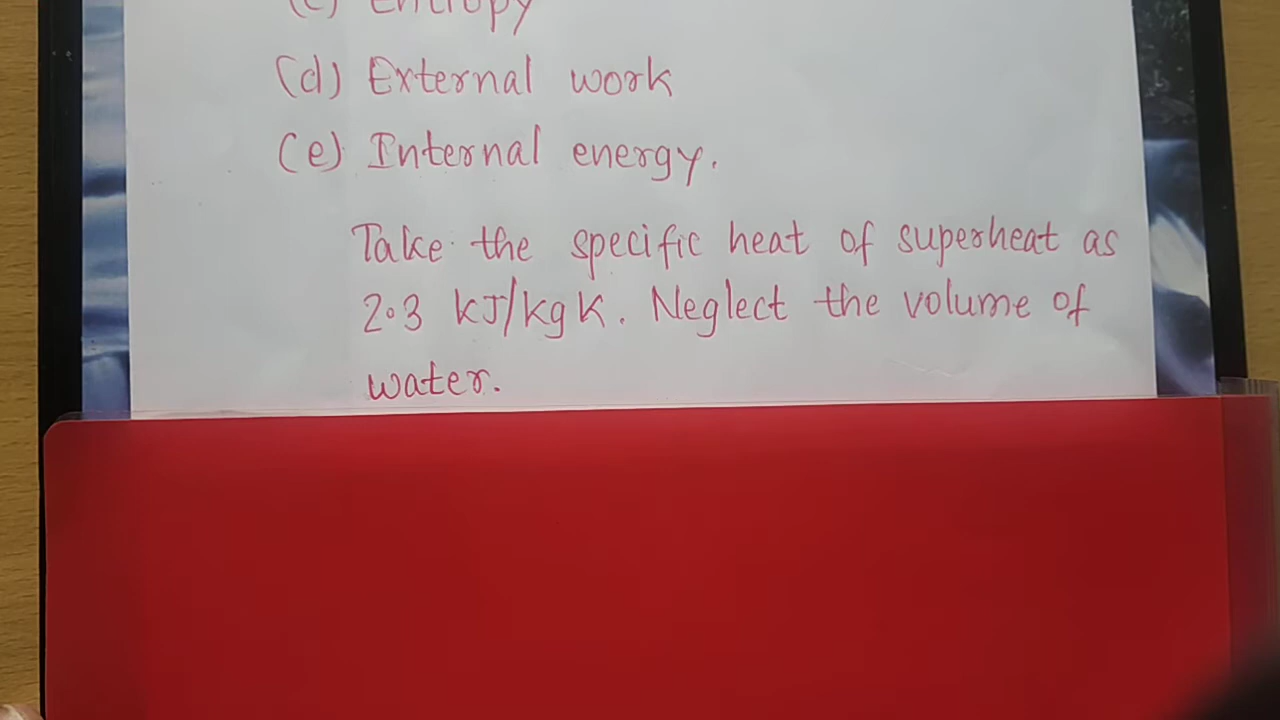 (c) Entropy
(d) External work
(e) Internal energy.
Take the specific heat of superheat as
2.3 kJ/kgK. Neglect the volume of
water.